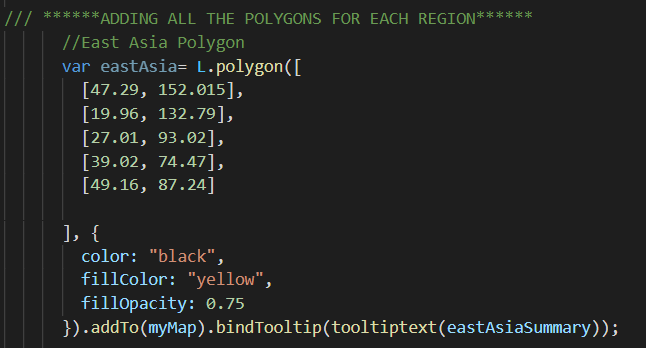 /// ******ADDING ALL THE POLYGONS FOR EACH REGION******
//East Asia Polygon
var eastAsia= L.polygon([
[47.29, 152.015],
[19.96, 132.79],
[27.01, 93.02],
[39.02, 74.47],
[49.16, 87.24]
], {
color: "black",
fillColor: "yellow",
fillOpacity: 0.75
}).addTo(myMap).bindTooltip(tooltiptext(eastAsiaSummary));